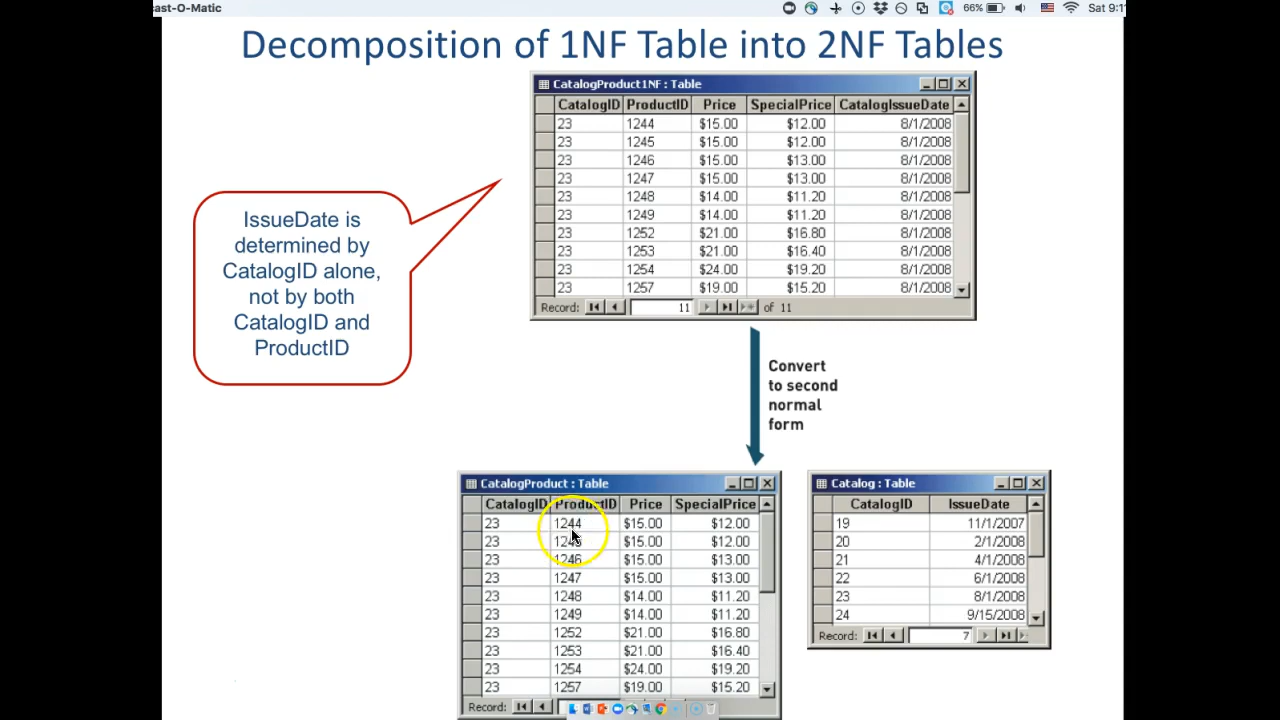 ast-O-Matic
66%
Sat 9:1
Decomposition of 1NF Table into 2NF Tables
CatalogProduct1NF : Table
CatalogID ProductID Price SpecialPrice CatalogIssueDate
23 1244 $15.00 $12.00 8/1/2008
23 1245 $15.00 $12.00 8/1/2008
23 1246 $15.00 $13.00 8/1/2008
23 1247 $15.00 $13.00 8/1/2008
23 1248 $14.00 $11.20 8/1/2008
23 1249 $14.00 $11.20 8/1/2008
23 1252 $21.00 $16.80 8/1/2008
23 1253 $21.00 $16.40 8/1/2008
23 1254 $24.00 $19.20 8/1/2008
23 1257 $19.00 $15.20 8/1/2008
Record: 11 of 11
IssueDate is
determined by
CatalogID alone,
not by both
CatalogID and
ProductID
Convert
to second
normal
form
CatalogProduct : Table
CatalogID ProductID Price SpecialPrice
23 1244 $15.00 $12.00
23 $15.00 $12.00
23 1246 $15.00 $13.00
23 1247 $15.00 $13.00
23 1248 $14.00 $11.20
23 1249 $14.00 $11.20
23 1252 $21.00 $16.80
23 1253 $21.00 $16.40
23 1254 $24.00 $19.20
23 1257 $19.00 $15.20
Record:
Catalog : Table
CatalogID IssueDate
19 11/1/2007
20 2/1/2008
21 4/1/2008
22 6/1/2008
23 8/1/2008
24 9/15/2008
Record: 7